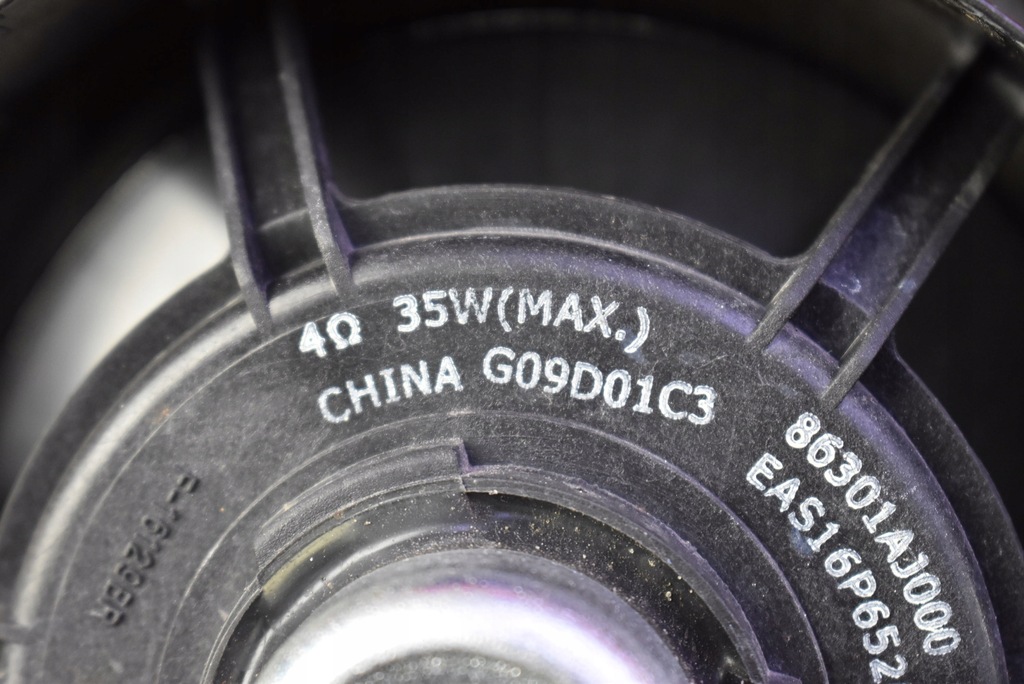 4Ω 35W(MAX.)
CHINA G09D01C3
86301AJ000
EAS16P652